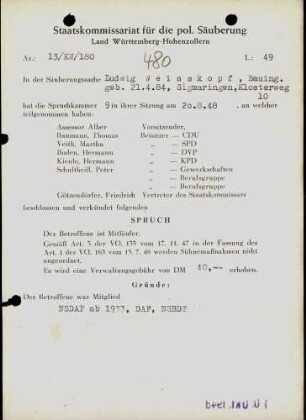 Staatskommissariat für die pol. Säuberung
Land Württemberg-Hohenzollern
Nr.: 13/EK/180
480
L.: 49
In der Säuberungssache Ludwig Weisskopf, Bauing.
geb. 21.4.84, Sigmaringen, Klosterweg
10
hat die Spruchkammer 9 in ihrer Sitzung am 20.8.48 , an welcher
teilgenommen haben:
Assessor Alber Vorsitzender,
Baumann, Thomas Beisitzer — CDU
Veith, Martha „ — SPD
Boden, Hermann „ — DVP
Kienle, Hermann „ — KPD
Schultheiß, Peter „ — Gewerkschaften
„ — Berufsgruppe
„ — Berufsgruppe
Götzendörfer, Friedrich Vertreter des Staatskommissars
beschlossen und verkündet folgenden
SPRUCH
Der Betroffene ist Mitläufer.
Gemäß Art. 3 der VO. 133 vom 17. 11. 47 in der Fassung des
Art. 1 der VO. 165 vom 13. 7. 48 werden Sühnemaßnahmen nicht
angeordnet.
Es wird eine Verwaltungsgebühr von DM 40,-- erhoben.
Gründe:
Der Betroffene war Mitglied
NSDAP ab 1933, DAF, NSBDT